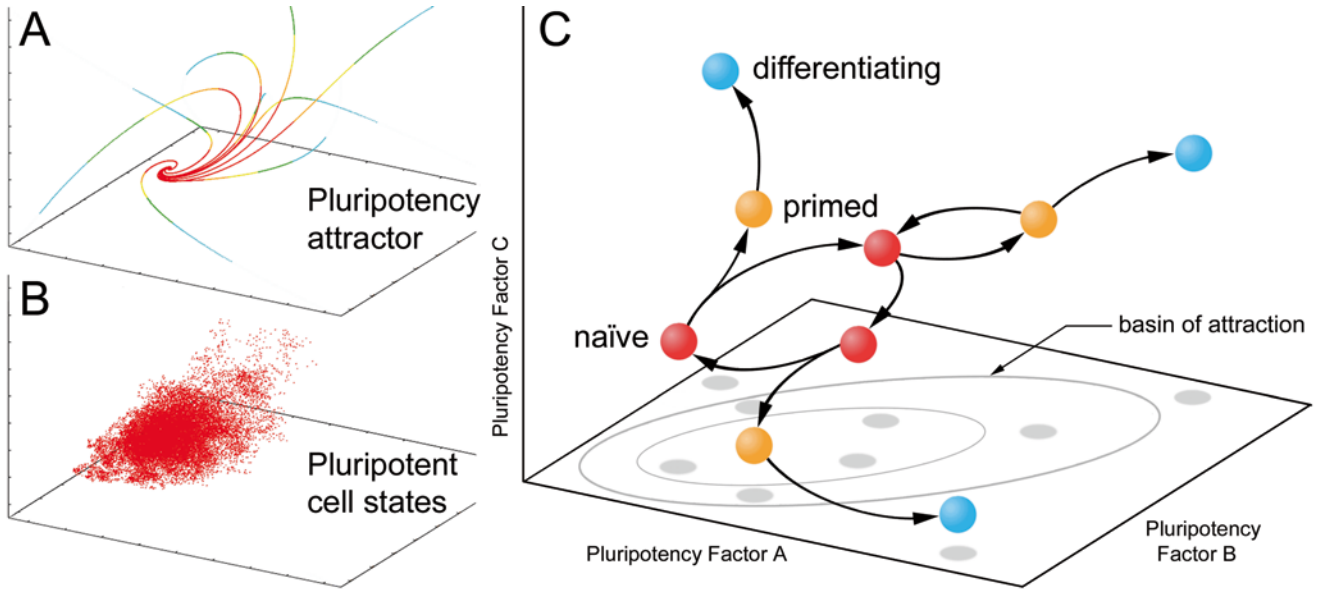 A
Pluripotency
attractor
B
Pluripotent
cell states
C
differentiating
primed
naïve
basin of attraction
Pluripotency Factor C
Pluripotency Factor A
Pluripotency
Factor B